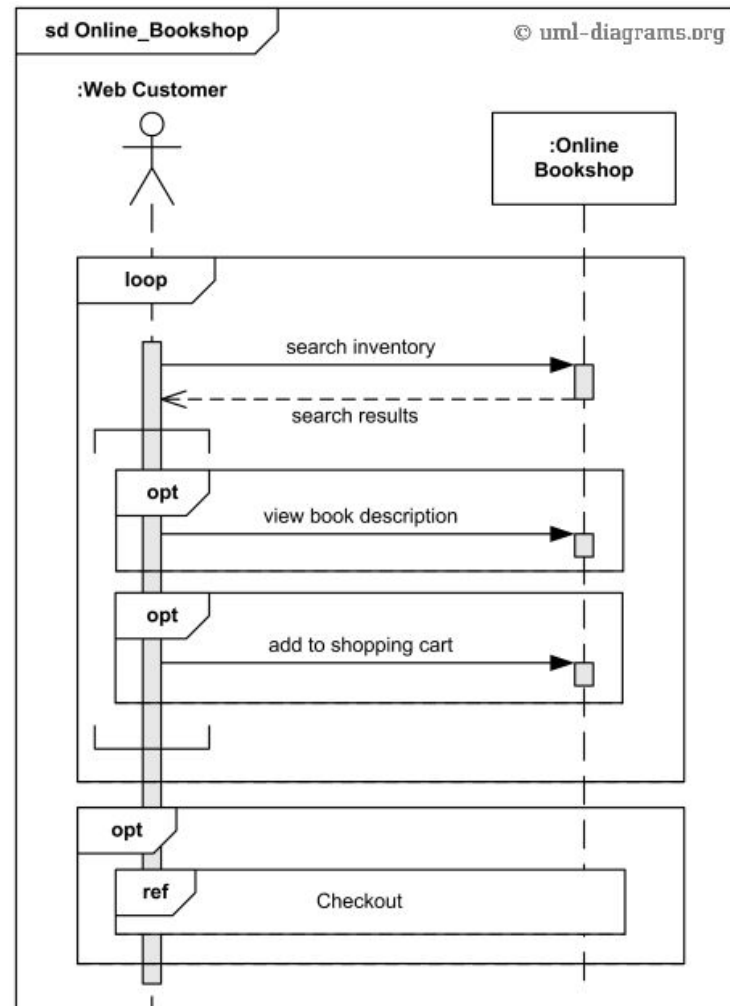 sd Online_Bookshop
© uml-diagrams.org
:Web Customer
:Online
Bookshop
loop
search inventory
search results
opt
view book description
opt
add to shopping cart
opt
ref
Checkout